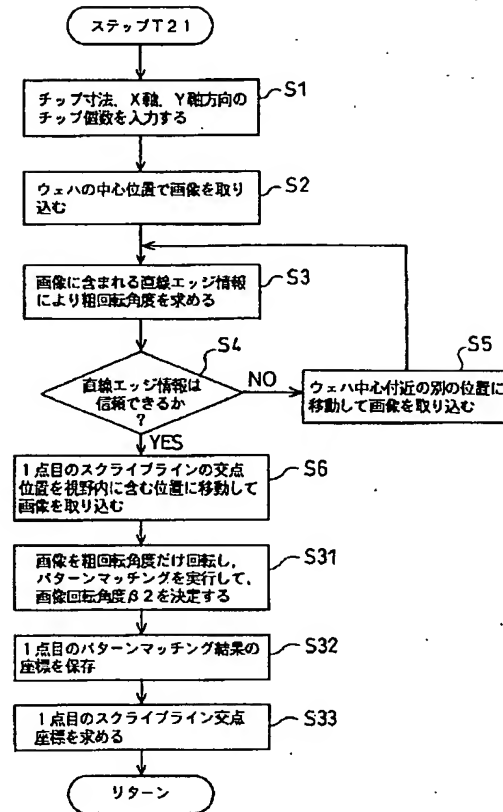 ステップT21
チップ寸法、X軸、Y軸方向の
チップ個数を入力する
S1
ウェハの中心位置で画像を取り
込む
S2
画像に含まれる直線エッジ情報
により粗回転角度を求める
S3
直線エッジ情報は
信頼できるか
?
S4
NO
YES
ウェハ中心付近の別の位置に
移動して画像を取り込む
S5
1点目のスクライブラインの交点
位置を視野内に含む位置に移動して
画像を取り込む
S6
画像を粗回転角度だけ回転し、
パターンマッチングを実行して、
画像回転角度β2を決定する
S31
1点目のパターンマッチング結果の
座標を保存
S32
1点目のスクライブライン交点
座標を求める
S33
リターン